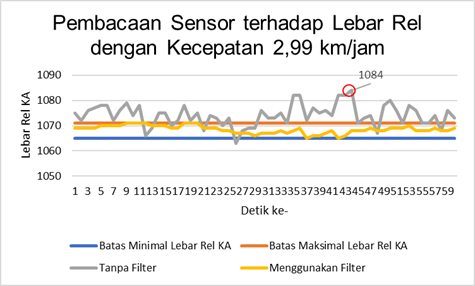 Pembacaan Sensor terhadap Lebar Rel
dengan Kecepatan 2,99 km/jam
1084
1090
1080
1070
1060
1050
Lebar Rel KA
1 3 5 7 9 11 13 15 17 19 21 23 25 27 29 31 33 35 37 39 41 43 45 47 49 51 53 55 57 59
Detik ke-
Batas Minimal Lebar Rel KA
Batas Maksimal Lebar Rel KA
Tanpa Filter
Menggunakan Filter